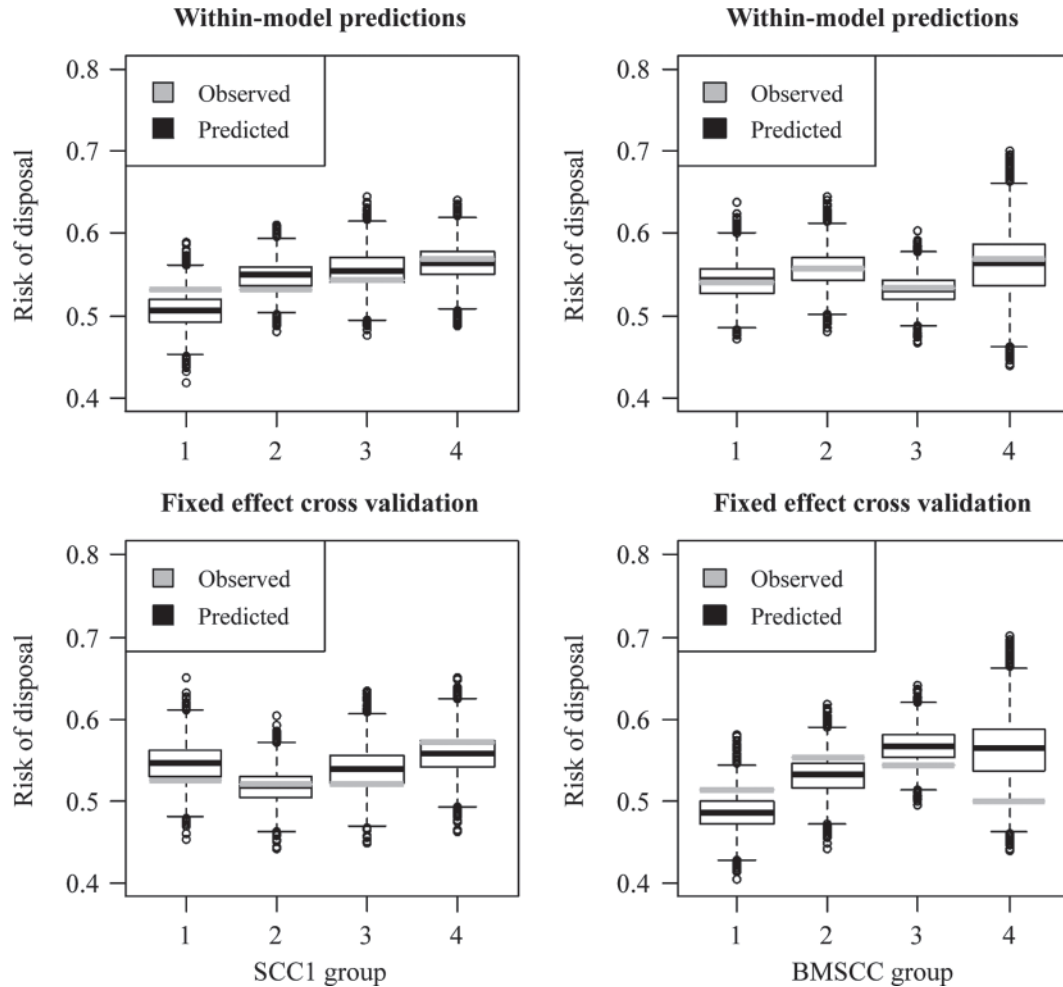 Within-model predictions
0.8
0.7
0.6
0.5
0.4
Risk of disposal
Observed
Predicted
1 2 3 4
Within-model predictions
0.8
0.7
0.6
0.5
0.4
Risk of disposal
Observed
Predicted
1 2 3 4
Fixed effect cross validation
0.8
0.7
0.6
0.5
0.4
Risk of disposal
Observed
Predicted
1 2 3 4
SCC1 group
Fixed effect cross validation
0.8
0.7
0.6
0.5
0.4
Risk of disposal
Observed
Predicted
1 2 3 4
BMSCC group